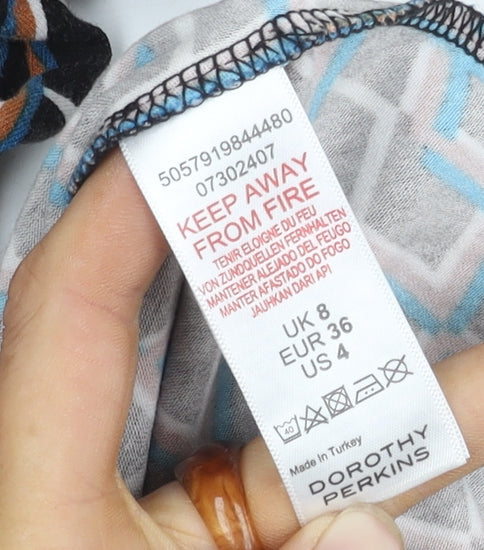 5057919844480
07302407
KEEP AWAY
FROM FIRE
TENIR ELOIGNE DU FEU
VON ZUNDQUELLEN FERNHALTEN
MANTENER ALEJADO DEL FEUGO
MANTER AFASTADO DO FOGO
JAUHKAN DARI API
UK 8
EUR 36
US 4
40
Made In Turkey
DOROTHY
PERKINS